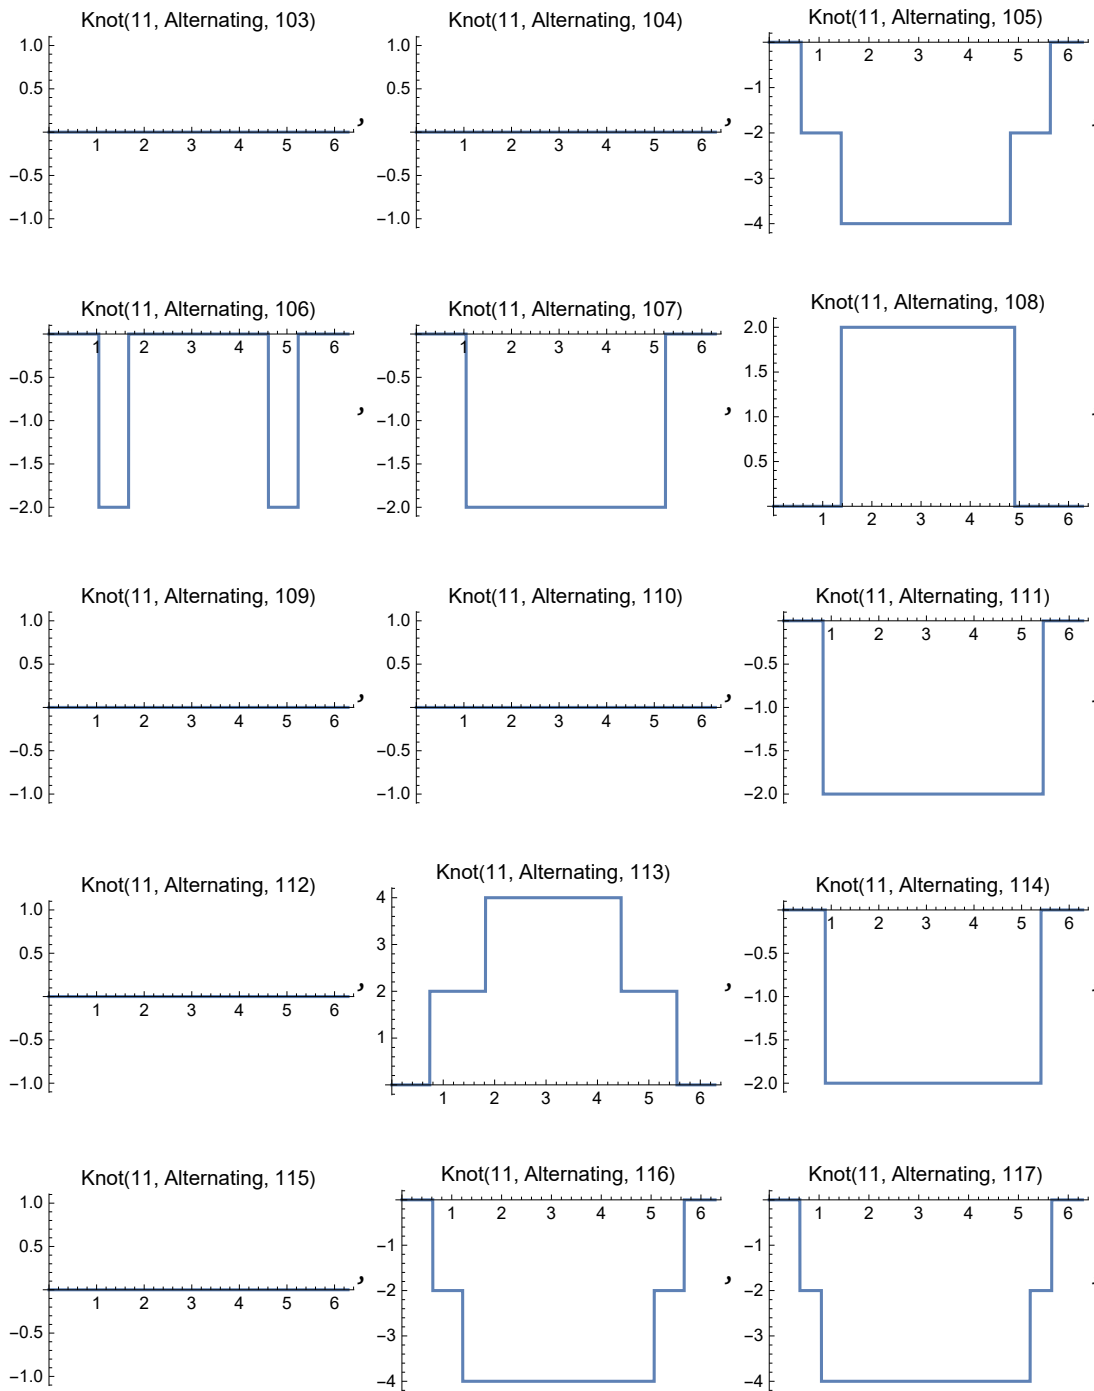 Knot(11, Alternating, 103)
1.0
0.5
1 2 3 4 5 6
−0.5
−1.0
,
Knot(11, Alternating, 104)
1.0
0.5
1 2 3 4 5 6
−0.5
−1.0
,
Knot(11, Alternating, 105)
1 2 3 4 5 6
−1
−2
−3
−4
Knot(11, Alternating, 106)
1 2 3 4 5 6
−0.5
−1.0
−1.5
−2.0
,
Knot(11, Alternating, 107)
1 2 3 4 5 6
−0.5
−1.0
−1.5
−2.0
,
Knot(11, Alternating, 108)
2.0
1.5
1.0
0.5
1 2 3 4 5 6
Knot(11, Alternating, 109)
1.0
0.5
1 2 3 4 5 6
−0.5
−1.0
,
Knot(11, Alternating, 110)
1.0
0.5
1 2 3 4 5 6
−0.5
−1.0
,
Knot(11, Alternating, 111)
1 2 3 4 5 6
−0.5
−1.0
−1.5
−2.0
Knot(11, Alternating, 112)
1.0
0.5
1 2 3 4 5 6
−0.5
−1.0
,
Knot(11, Alternating, 113)
4
3
2
1
1 2 3 4 5 6
,
Knot(11, Alternating, 114)
1 2 3 4 5 6
−0.5
−1.0
−1.5
−2.0
Knot(11, Alternating, 115)
1.0
0.5
1 2 3 4 5 6
−0.5
−1.0
,
Knot(11, Alternating, 116)
1 2 3 4 5 6
−1
−2
−3
−4
,
Knot(11, Alternating, 117)
1 2 3 4 5 6
−1
−2
−3
−4